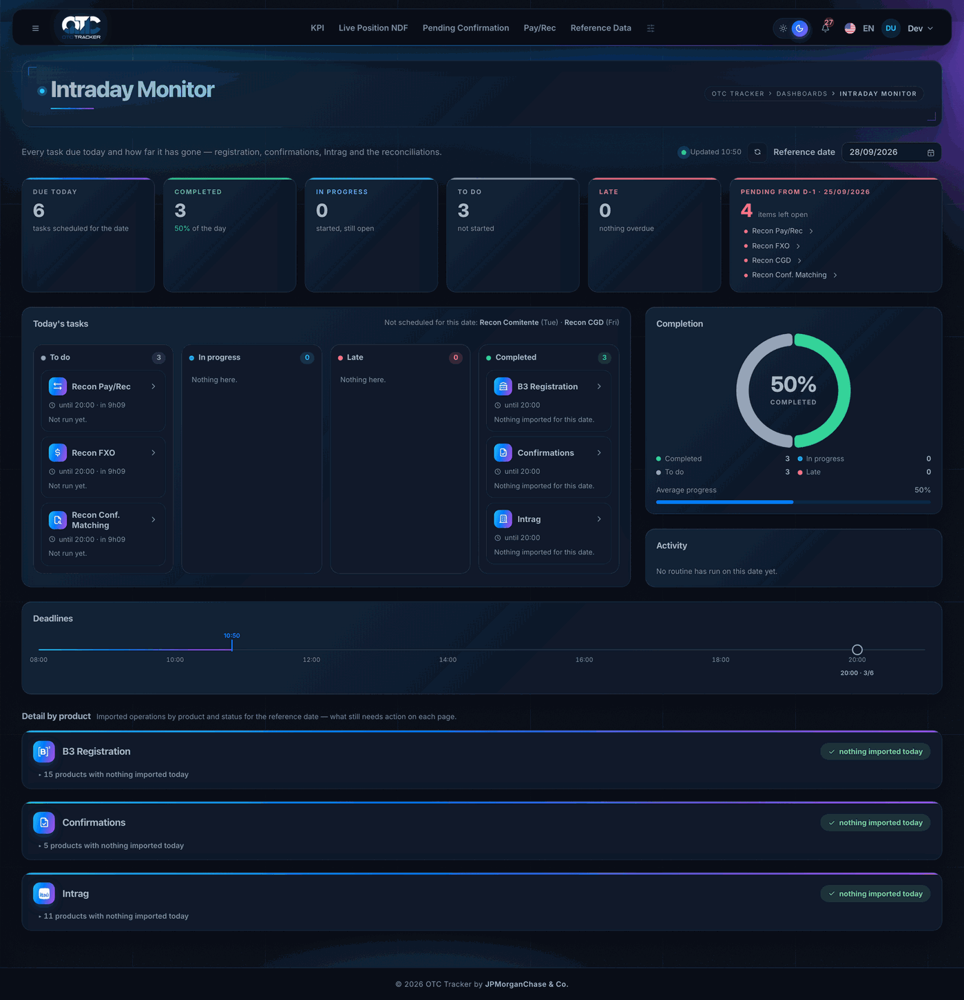 OTC
OTC TRACKER
KPI
Live Position NDF
Pending Confirmation
Pay/Rec
Reference Data
27
EN
DU
Dev
Intraday Monitor
OTC TRACKER > DASHBOARDS > INTRADAY MONITOR
Every task due today and how far it has gone — registration, confirmations, Intrag and the reconciliations.
Updated 10:50
Reference date
28/09/2026
DUE TODAY
6
tasks scheduled for the date
COMPLETED
3
50% of the day
IN PROGRESS
0
started, still open
TO DO
3
not started
LATE
0
nothing overdue
PENDING FROM D-1 · 25/09/2026
4 items left open
Recon Pay/Rec
Recon FXO
Recon CGD
Recon Conf. Matching
Today's tasks
Not scheduled for this date: Recon Comitente (Tue) · Recon CGD (Fri)
To do
3
Recon Pay/Rec
until 20:00 · in 9h09
Not run yet.
Recon FXO
until 20:00 · in 9h09
Not run yet.
Recon Conf.
Matching
until 20:00 · in 9h09
Not run yet.
In progress
0
Nothing here.
Late
0
Nothing here.
Completed
3
B3 Registration
until 20:00
Nothing imported for this date.
Confirmations
until 20:00
Nothing imported for this date.
Intrag
until 20:00
Nothing imported for this date.
Completion
50%
COMPLETED
Completed 3
In progress 0
To do 3
Late 0
Average progress 50%
Activity
No routine has run on this date yet.
Deadlines
10:50
08:00
10:00
12:00
14:00
16:00
18:00
20:00
20:00 · 3/6
Detail by product
Imported operations by product and status for the reference date — what still needs action on each page.
[B]³
B3 Registration
nothing imported today
15 products with nothing imported today
Confirmations
nothing imported today
5 products with nothing imported today
itaú
Intrag
nothing imported today
11 products with nothing imported today
© 2026 OTC Tracker by JPMorganChase & Co.